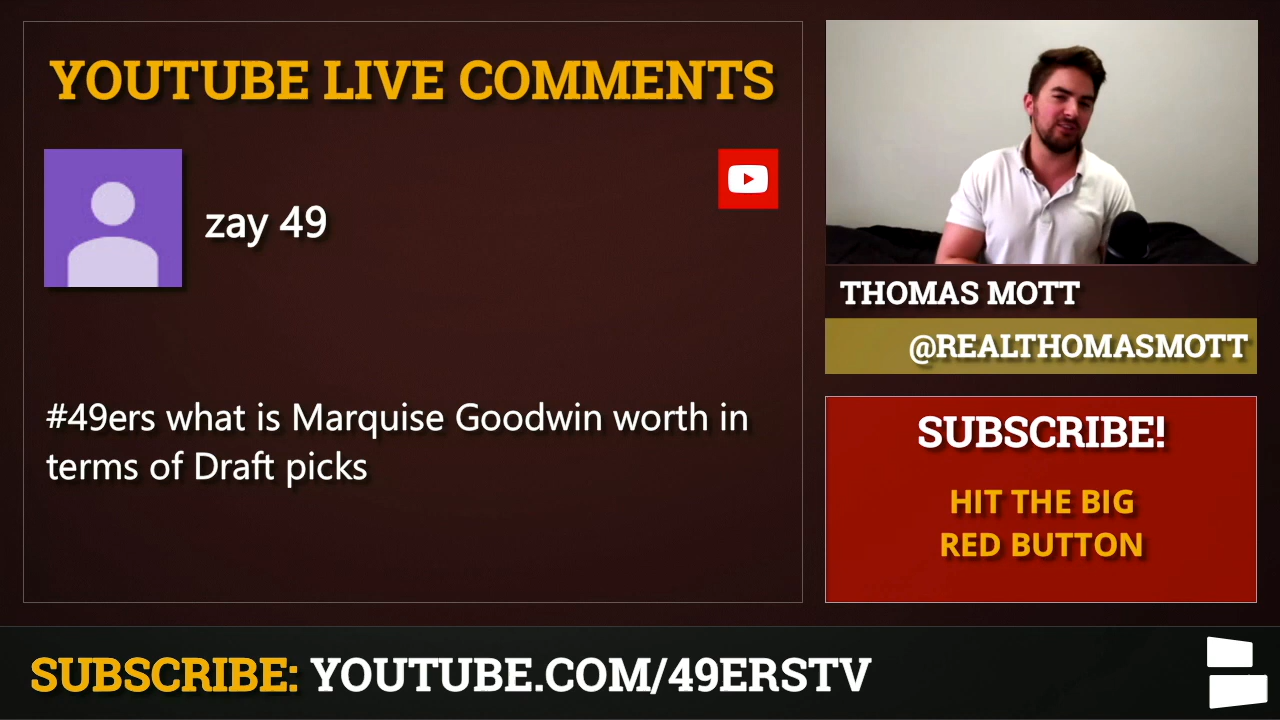 YOUTUBE LIVE COMMENTS
zay 49
#49ers what is Marquise Goodwin worth in
terms of Draft picks
THOMAS MOTT
@REALTHOMASMOTT
SUBSCRIBE!
HIT THE BIG
RED BUTTON
SUBSCRIBE: YOUTUBE.COM/49ERSTV